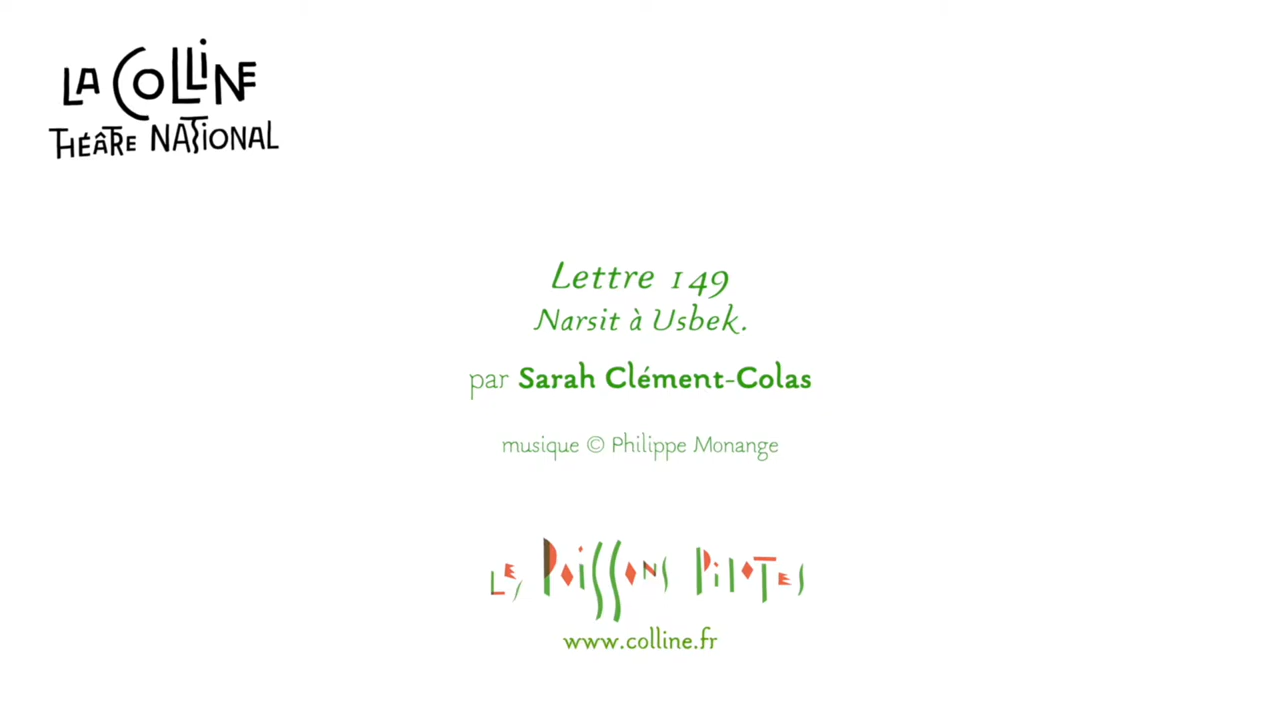 LA COLLINE
THÉÂTRE NATIONAL
Lettre 149
Narsit à Usbek.
par Sarah Clément-Colas
musique © Philippe Monange
LES POISSONS PILOTES
www.colline.fr